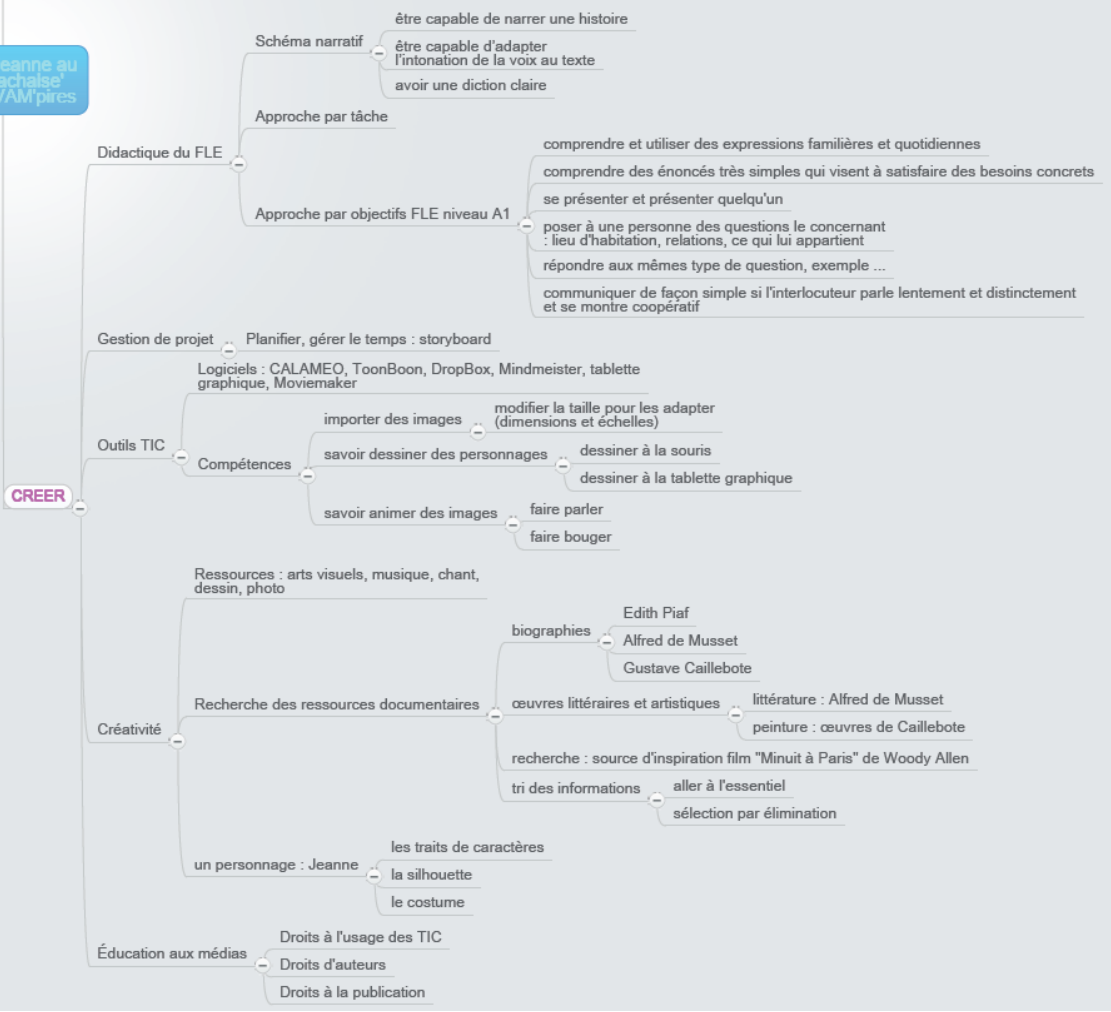 eanne au
achaise'
AM'pires
Schéma narratif
être capable de narrer une histoire
être capable d'adapter
l'intonation de la voix au texte
avoir une diction claire
Approche par tâche
Didactique du FLE
Approche par objectifs FLE niveau A1
comprendre et utiliser des expressions familières et quotidiennes
comprendre des énoncés très simples qui visent à satisfaire des besoins concrets
se présenter et présenter quelqu'un
poser à une personne des questions le concernant
: lieu d'habitation, relations, ce qui lui appartient
répondre aux mêmes type de question, exemple ...
communiquer de façon simple si l'interlocuteur parle lentement et distinctement
et se montre coopératif
Gestion de projet
Planifier, gérer le temps : storyboard
Outils TIC
Logiciels : CALAMEO, ToonBoon, DropBox, Mindmeister, tablette
graphique, Moviemaker
Compétences
importer des images
modifier la taille pour les adapter
(dimensions et échelles)
savoir dessiner des personnages
dessiner à la souris
dessiner à la tablette graphique
savoir animer des images
faire parler
faire bouger
CREER
Créativité
Ressources : arts visuels, musique, chant,
dessin, photo
Recherche des ressources documentaires
biographies
Edith Piaf
Alfred de Musset
Gustave Caillebote
œuvres littéraires et artistiques
littérature : Alfred de Musset
peinture : œuvres de Caillebote
recherche : source d'inspiration film "Minuit à Paris" de Woody Allen
tri des informations
aller à l'essentiel
sélection par élimination
un personnage : Jeanne
les traits de caractères
la silhouette
le costume
Éducation aux médias
Droits à l'usage des TIC
Droits d'auteurs
Droits à la publication